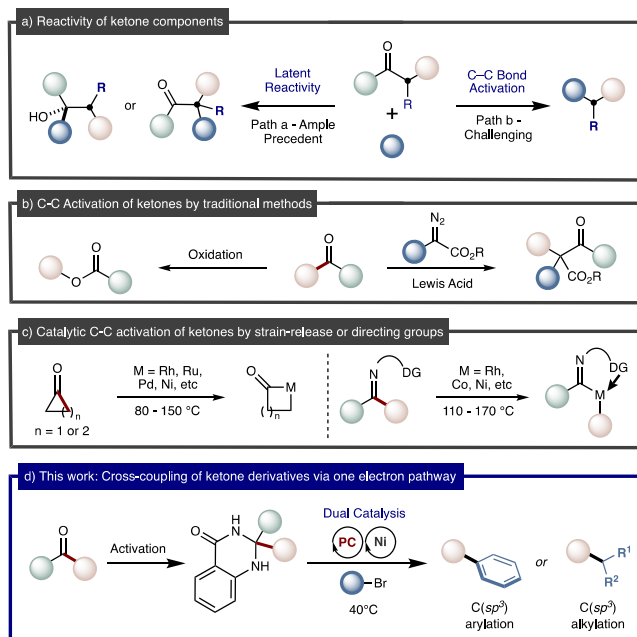 a) Reactivity of ketone components
HO
R
or
O
R
Latent
Reactivity
Path a - Ample
Precedent
O
R
+
C–C Bond
Activation
Path b -
Challenging
R
b) C-C Activation of ketones by traditional methods
O
O
Oxidation
O
N2
CO2R
Lewis Acid
O
CO2R
c) Catalytic C-C activation of ketones by strain-release or directing groups
O
( )n
n = 1 or 2
M = Rh, Ru,
Pd, Ni, etc
80 - 150 °C
O
M
( )n
N
DG
M = Rh,
Co, Ni, etc
110 - 170 °C
N
DG
M
d) This work: Cross-coupling of ketone derivatives via one electron pathway
O
Activation
O
H
N
N
H
Dual Catalysis
PC
Ni
Br
40°C
C(sp3)
arylation
or
R1
R2
C(sp3)
alkylation